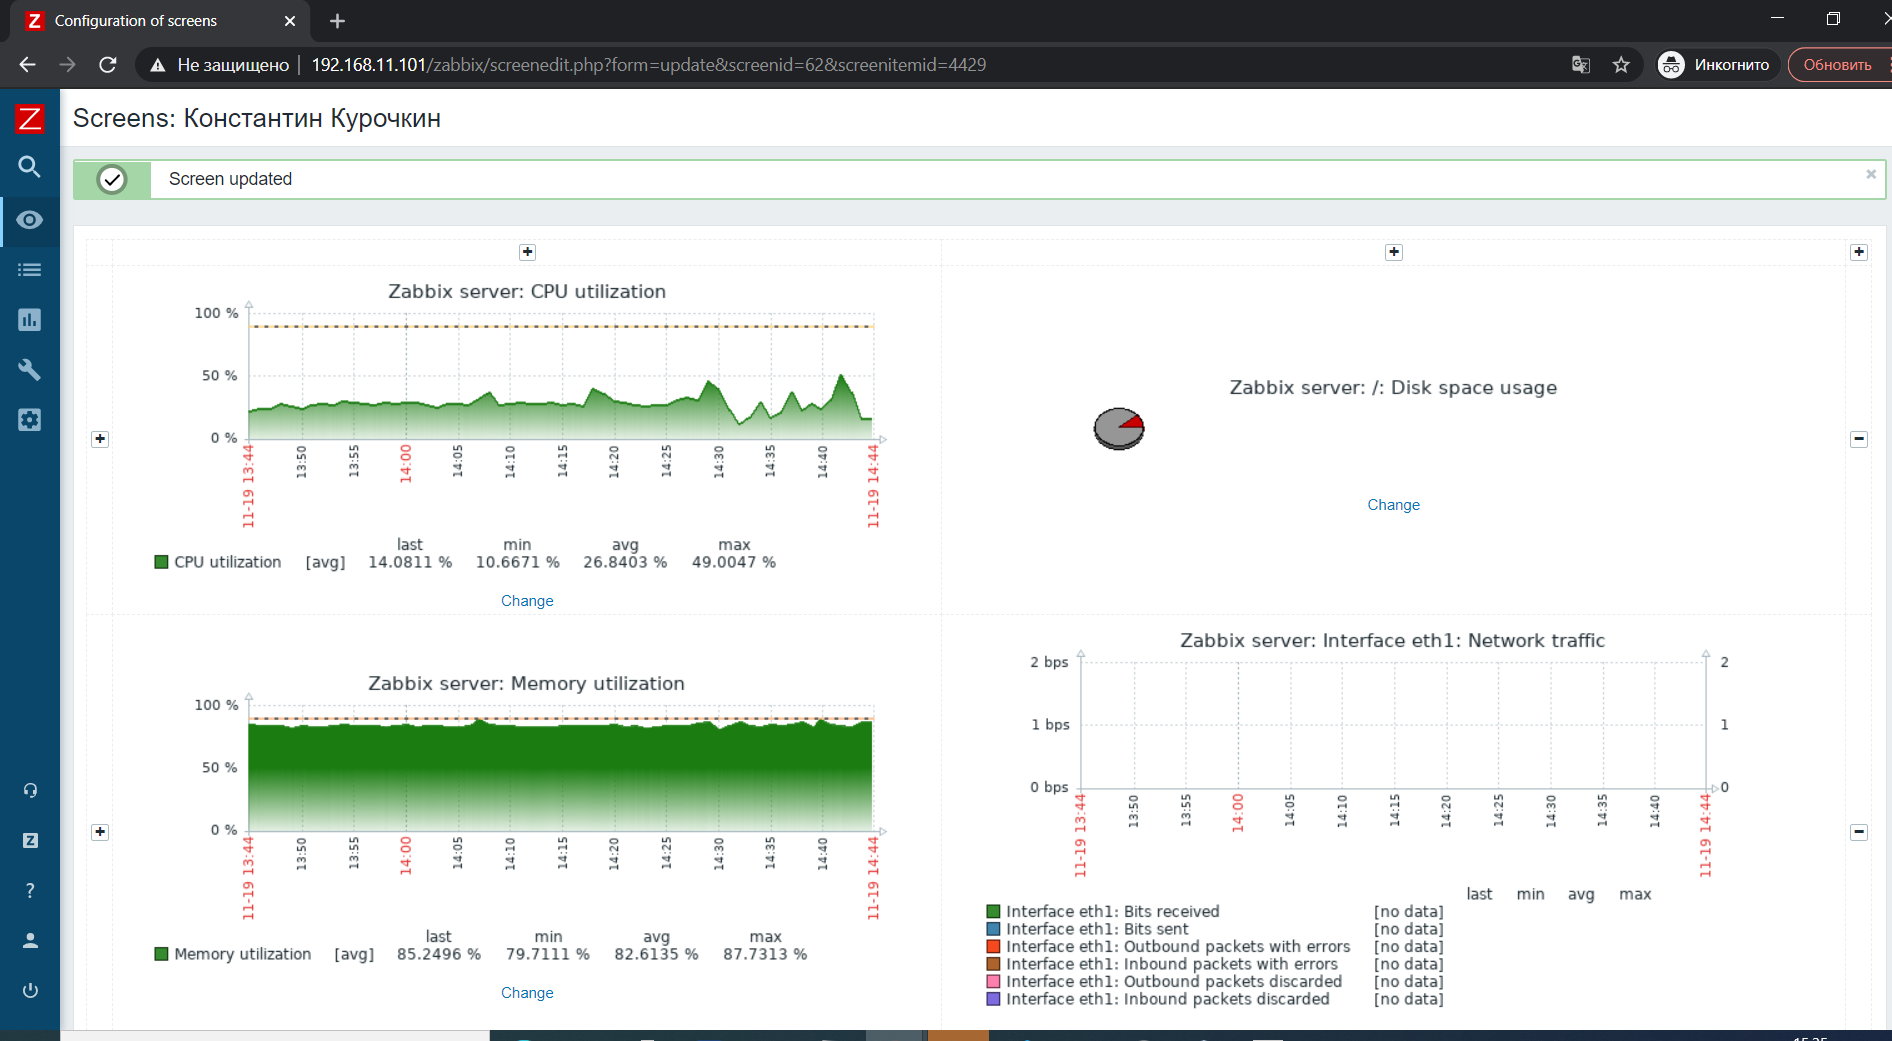 Configuration of screens
Не защищено
192.168.11.101/zabbix/screenedit.php?form=update&screenid=62&screenitemid=4429
Инкогнито
Обновить
Z
Screens: Константин Курочкин
Screen updated
Zabbix server: CPU utilization
100 %
50 %
0 %
11-19 13:44
13:50
13:55
14:00
14:05
14:10
14:15
14:20
14:25
14:30
14:35
14:40
11-19 14:44
last min avg max
CPU utilization [avg] 14.0811 % 10.6671 % 26.8403 % 49.0047 %
Change
Zabbix server: /: Disk space usage
Change
Zabbix server: Memory utilization
100 %
50 %
0 %
11-19 13:44
13:50
13:55
14:00
14:05
14:10
14:15
14:20
14:25
14:30
14:35
14:40
11-19 14:44
last min avg max
Memory utilization [avg] 85.2496 % 79.7111 % 82.6135 % 87.7313 %
Change
Zabbix server: Interface eth1: Network traffic
2 bps
1 bps
0 bps
2
1
0
11-19 13:44
13:50
13:55
14:00
14:05
14:10
14:15
14:20
14:25
14:30
14:35
14:40
11-19 14:44
last min avg max
Interface eth1: Bits received [no data]
Interface eth1: Bits sent [no data]
Interface eth1: Outbound packets with errors [no data]
Interface eth1: Inbound packets with errors [no data]
Interface eth1: Outbound packets discarded [no data]
Interface eth1: Inbound packets discarded [no data]